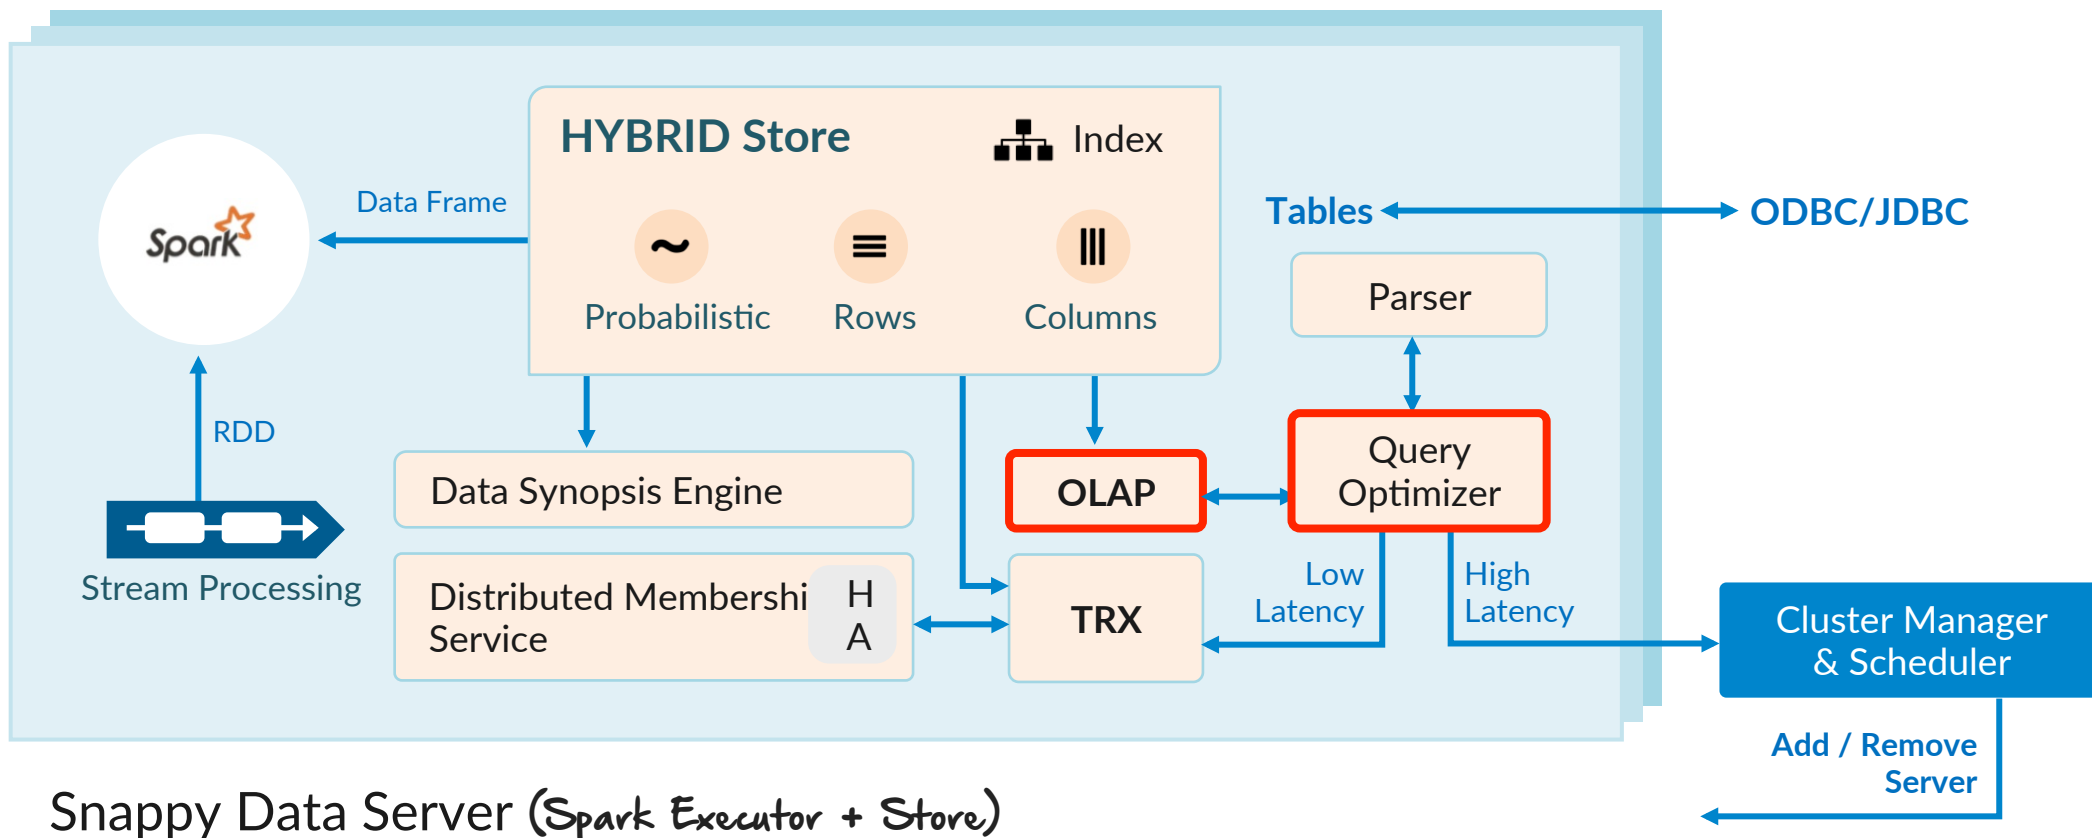 HYBRID Store
Index
Spark
Data Frame
Probabilistic
Rows
Columns
Tables
ODBC/JDBC
Parser
RDD
Query
Optimizer
Data Synopsis Engine
OLAP
Stream Processing
Distributed Membershi
Service
H
A
TRX
Low
Latency
High
Latency
Cluster Manager
& Scheduler
Add / Remove
Server
Snappy Data Server (Spark Executor + Store)